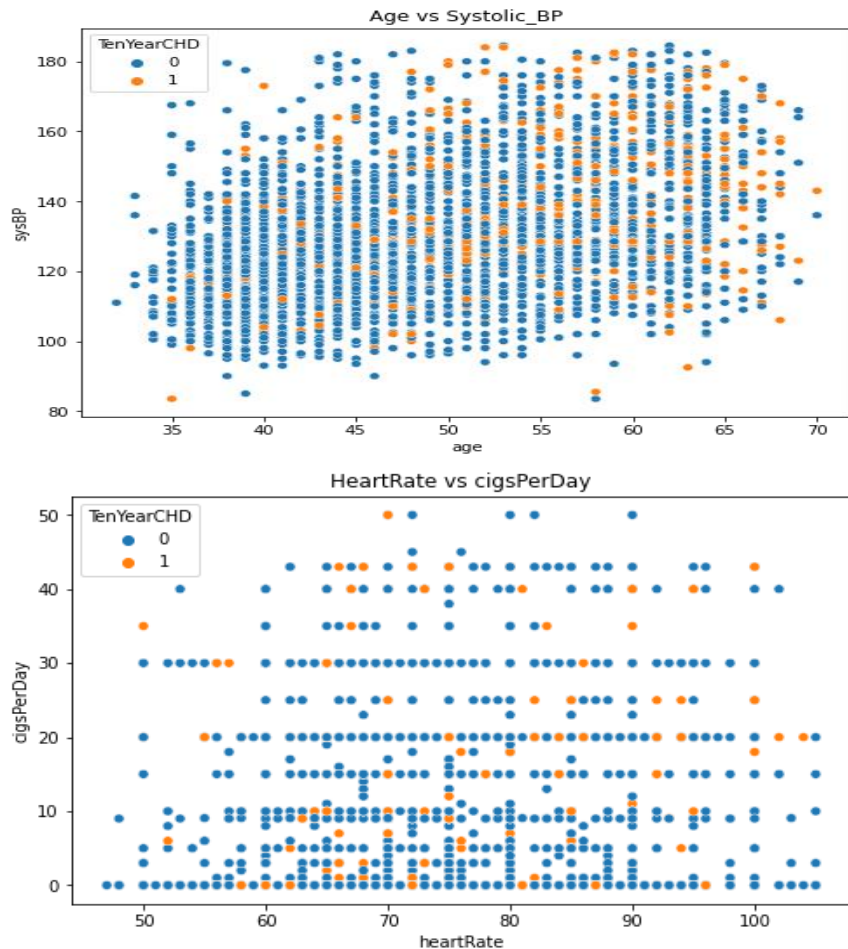 Age vs Systolic_BP
TenYearCHD
0
1
180
160
140
120
100
80
sysBP
35 40 45 50 55 60 65 70
age
HeartRate vs cigsPerDay
TenYearCHD
0
1
50
40
30
20
10
0
cigsPerDay
50 60 70 80 90 100
heartRate